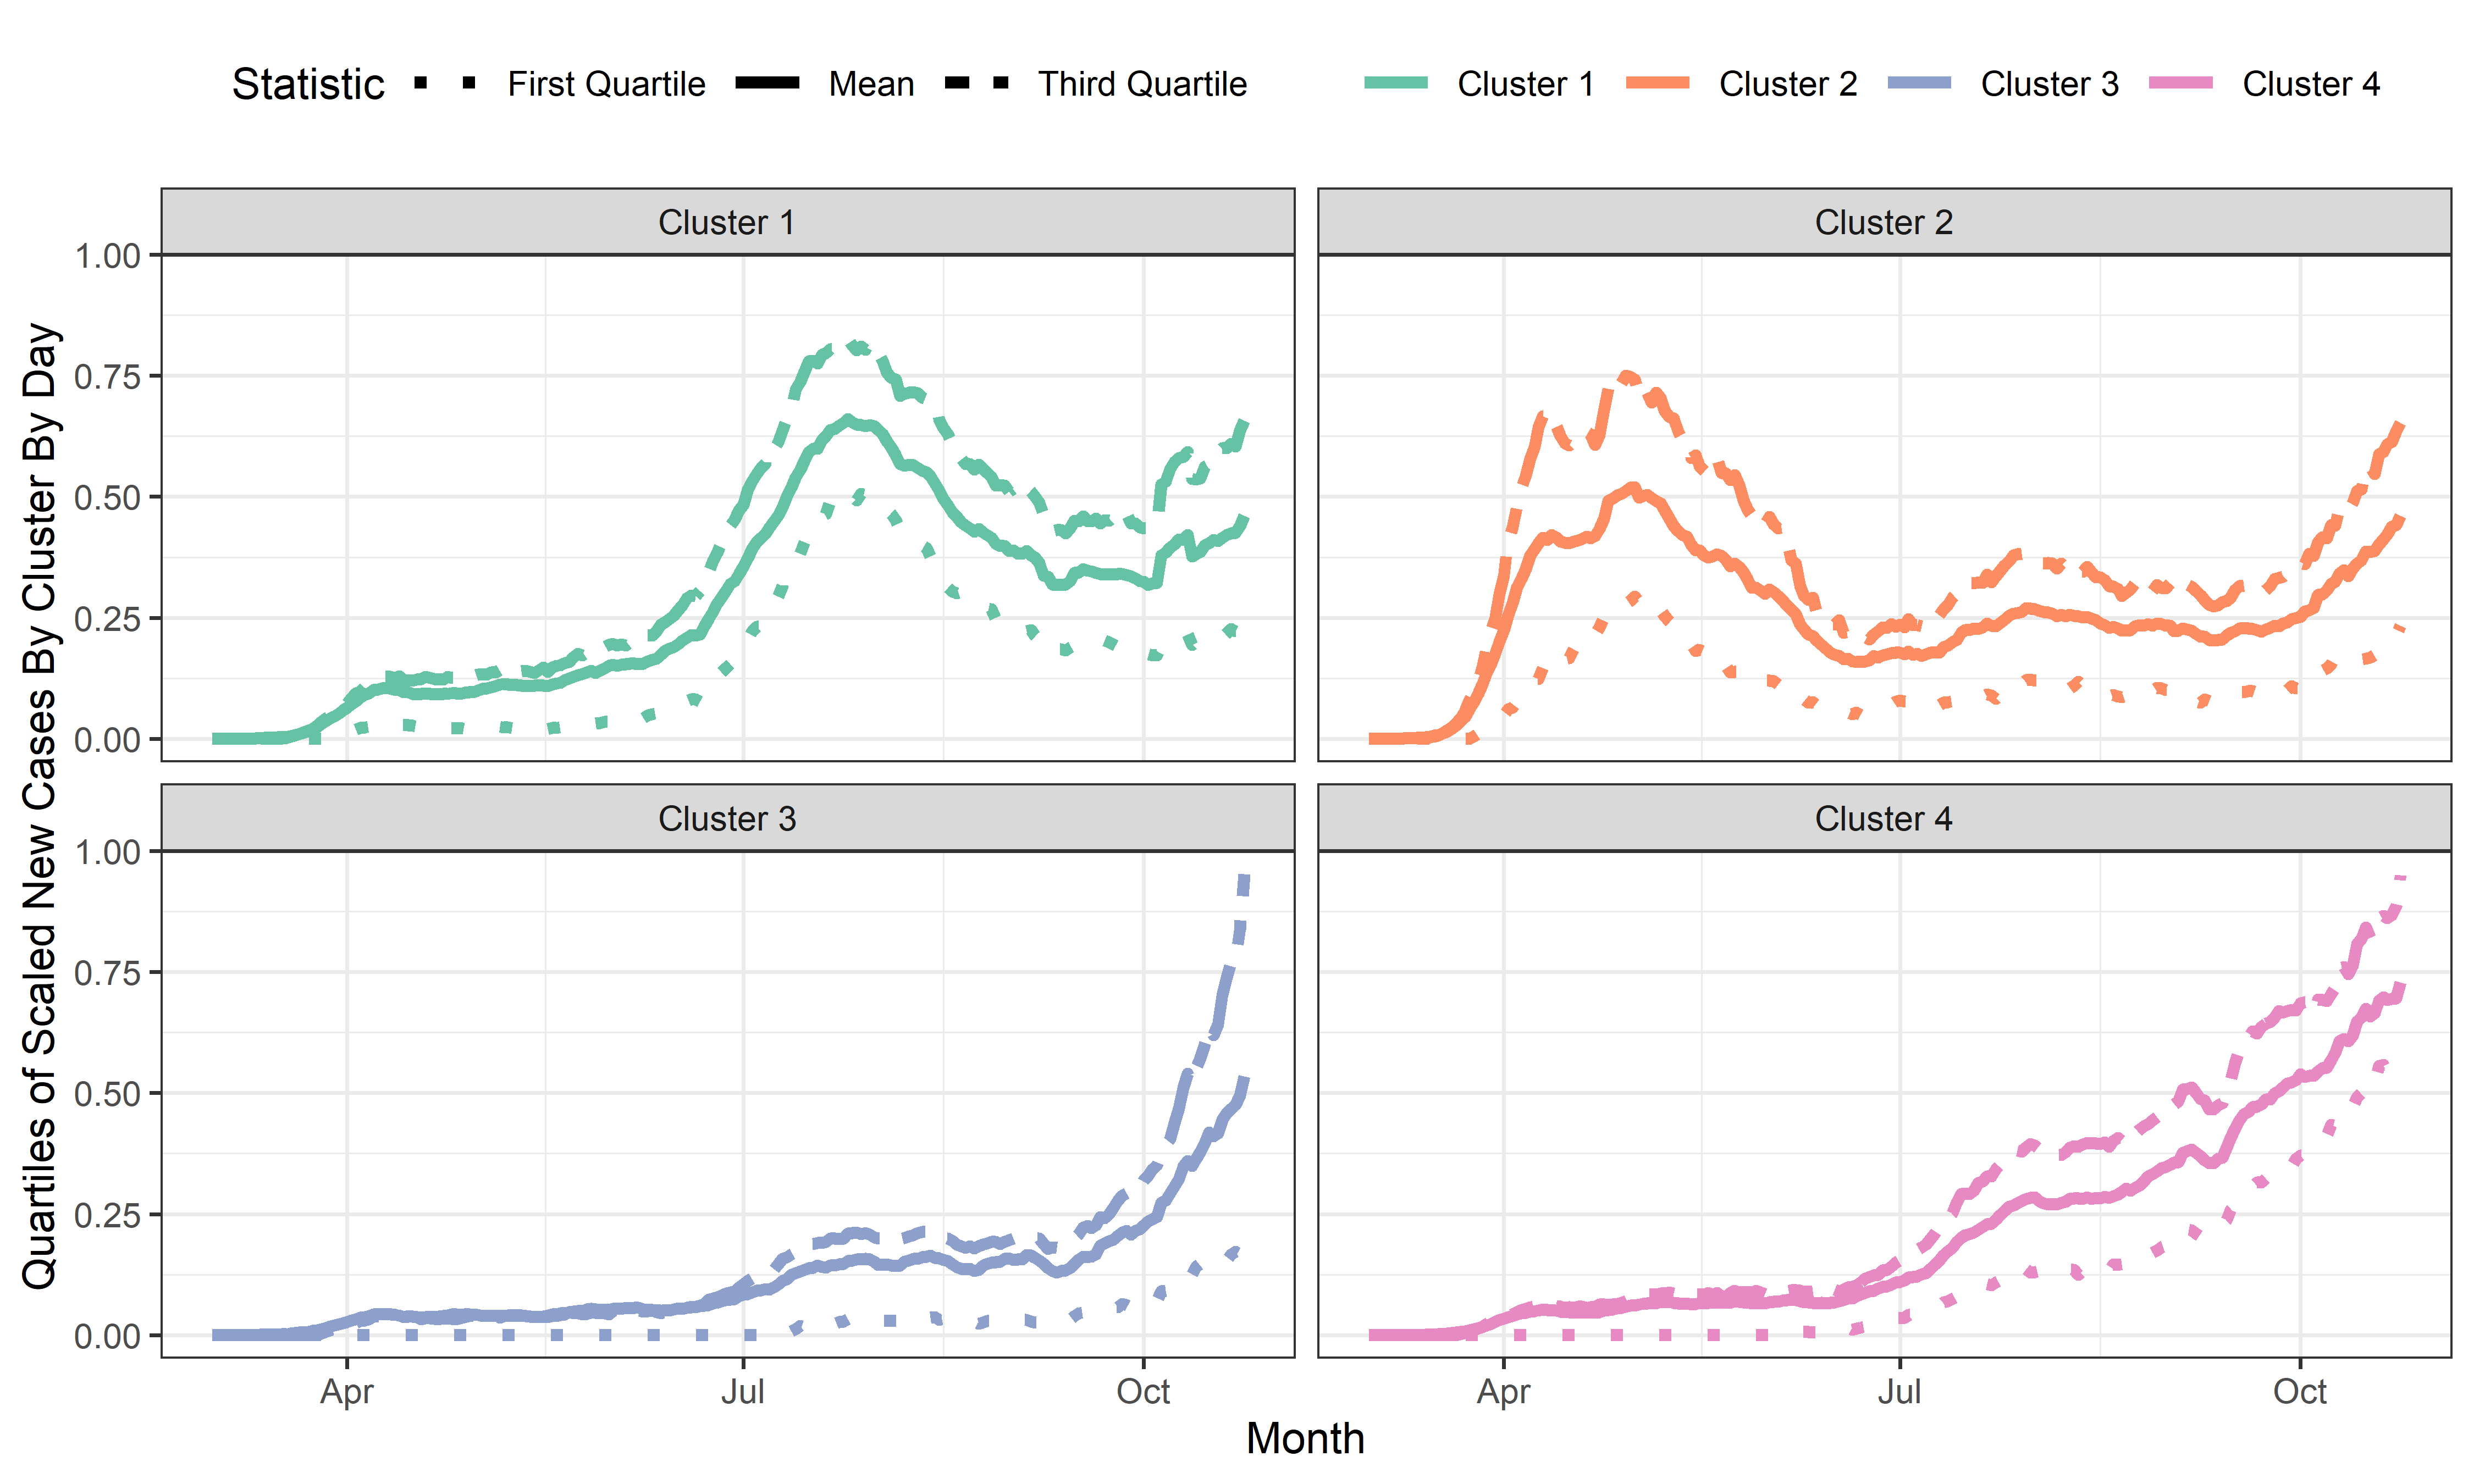 Statistic First Quartile Mean Third Quartile Cluster 1 Cluster 2 Cluster 3 Cluster 4
Cluster 1 Cluster 2
1.00
0.75
0.50
0.25
0.00
Cluster 3 Cluster 4
1.00
0.75
0.50
0.25
0.00
Quartiles of Scaled New Cases By Cluster By Day
Apr Jul Oct Apr Jul Oct
Month